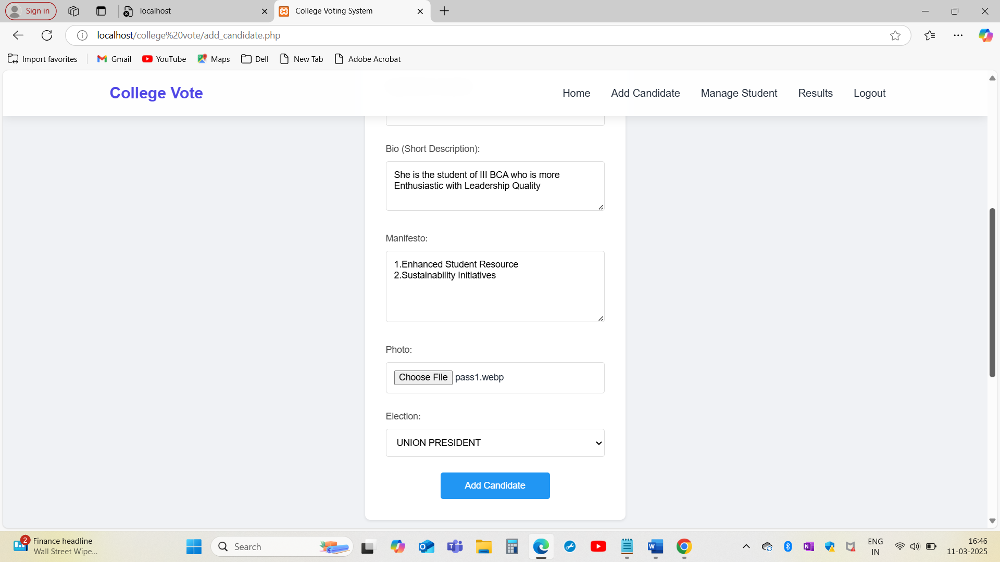 Sign in
localhost
College Voting System
localhost/college%20vote/add_candidate.php
Import favorites
Gmail
YouTube
Maps
Dell
New Tab
Adobe Acrobat
College Vote
Home
Add Candidate
Manage Student
Results
Logout
Bio (Short Description):
She is the student of III BCA who is more
Enthusiastic with Leadership Quality
Manifesto:
1.Enhanced Student Resource
2.Sustainability Initiatives
Photo:
Choose File pass1.webp
Election:
UNION PRESIDENT
Add Candidate
2
Finance headline
Wall Street Wipe...
Search
ENG
IN
16:46
11-03-2025